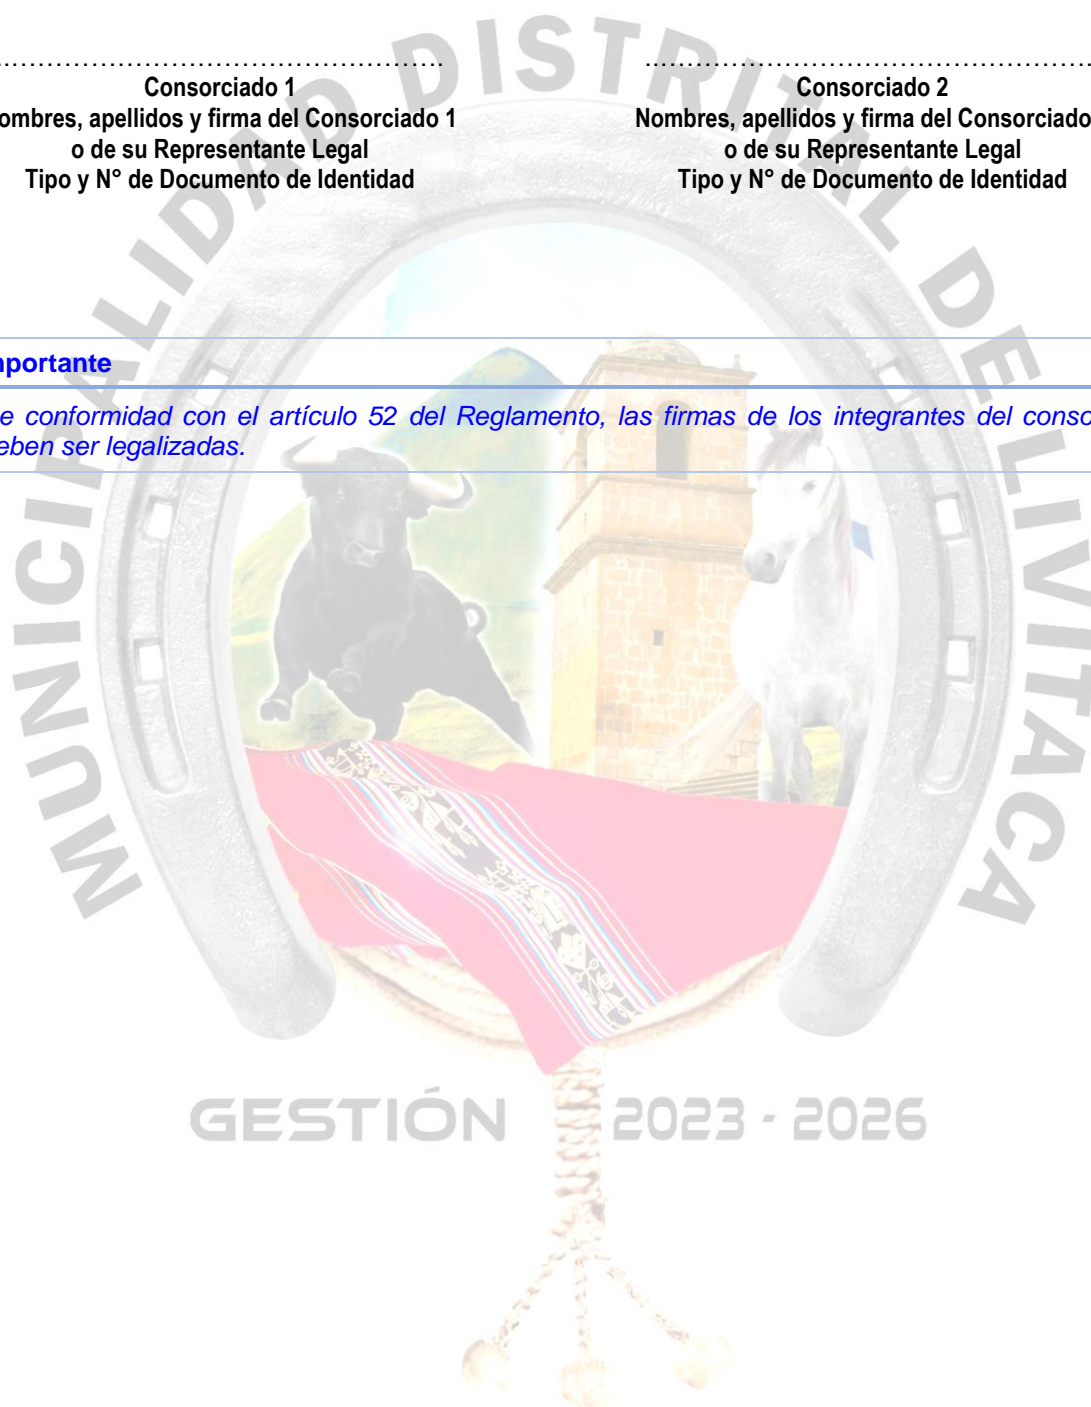 MUNICIPALIDAD DISTRITAL DE LIVITACA
…………………………………………….
…………………………………………….
Consorciado 1
Consorciado 2
ombres, apellidos y firma del Consorciado 1
Nombres, apellidos y firma del Consorciado
o de su Representante Legal
o de su Representante Legal
Tipo y N° de Documento de Identidad
Tipo y N° de Documento de Identidad
mportante
e conformidad con el artículo 52 del Reglamento, las firmas de los integrantes del conso
eben ser legalizadas.
GESTIÓN 2023 - 2026